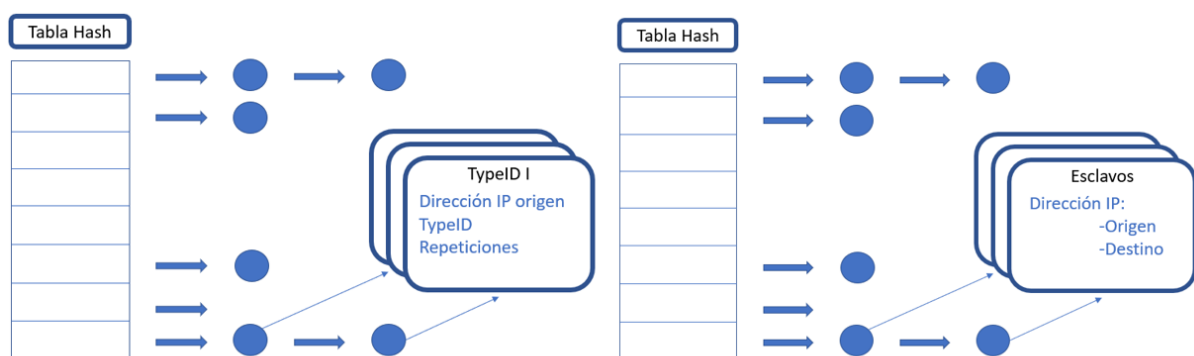 Tabla Hash
TypeID I
Dirección IP origen
TypeID
Repeticiones
Tabla Hash
Esclavos
Dirección IP:
-Origen
-Destino